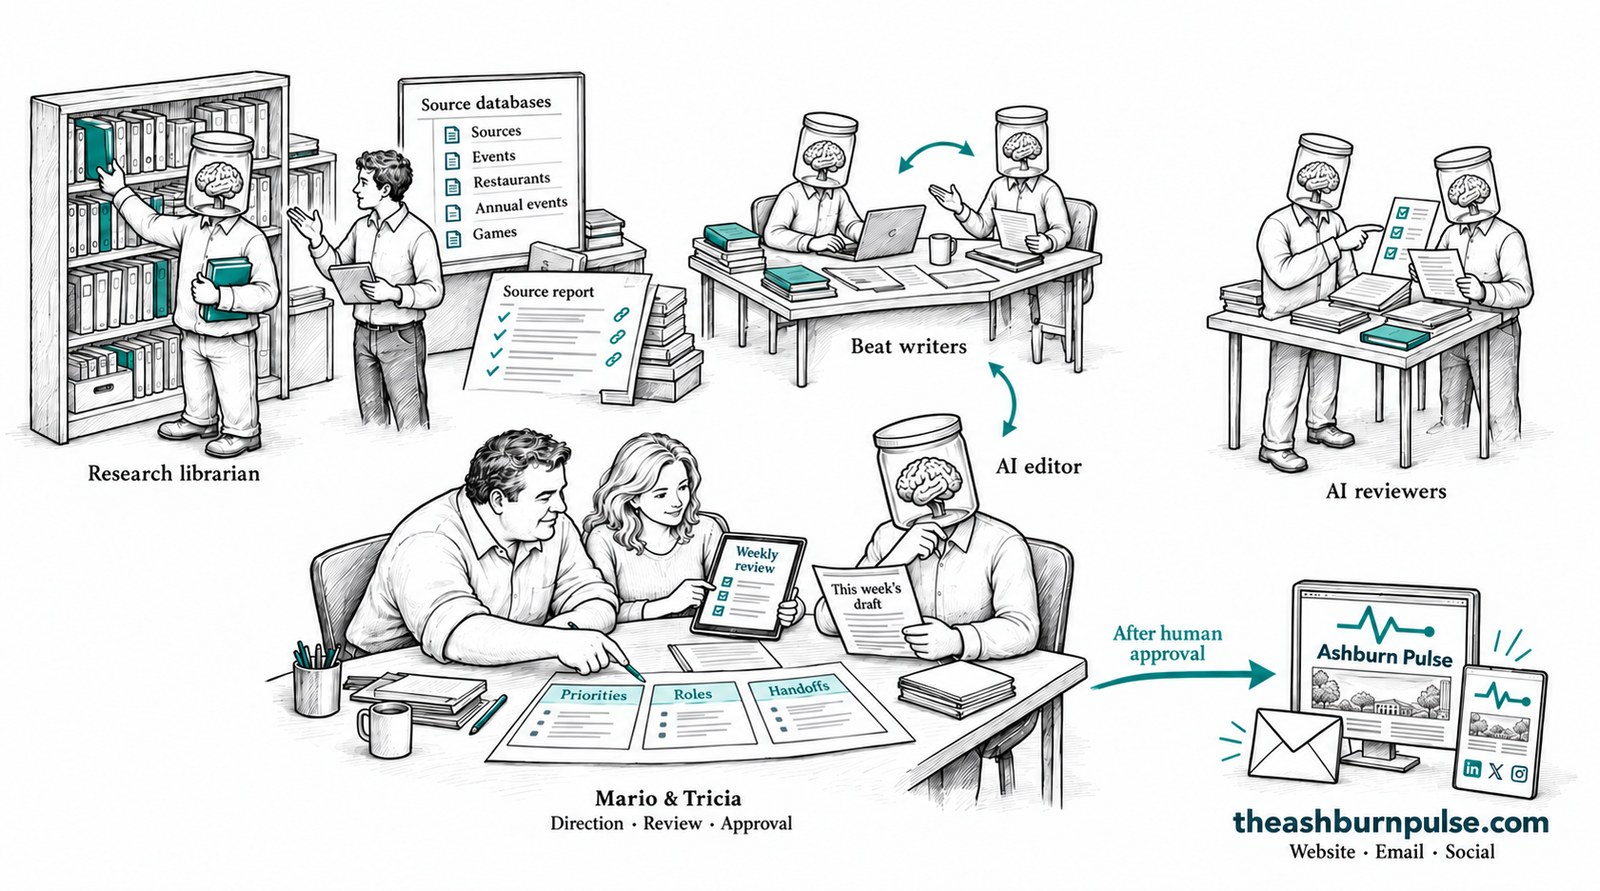 Source databases
Sources
Events
Restaurants
Annual events
Games
Source report
Research librarian
Beat writers
AI editor
AI reviewers
Weekly
review
This week's
draft
Priorities
Roles
Handoffs
Mario & Tricia
Direction · Review · Approval
After human
approval
Ashburn Pulse
in X
theashburnpulse.com
Website · Email · Social